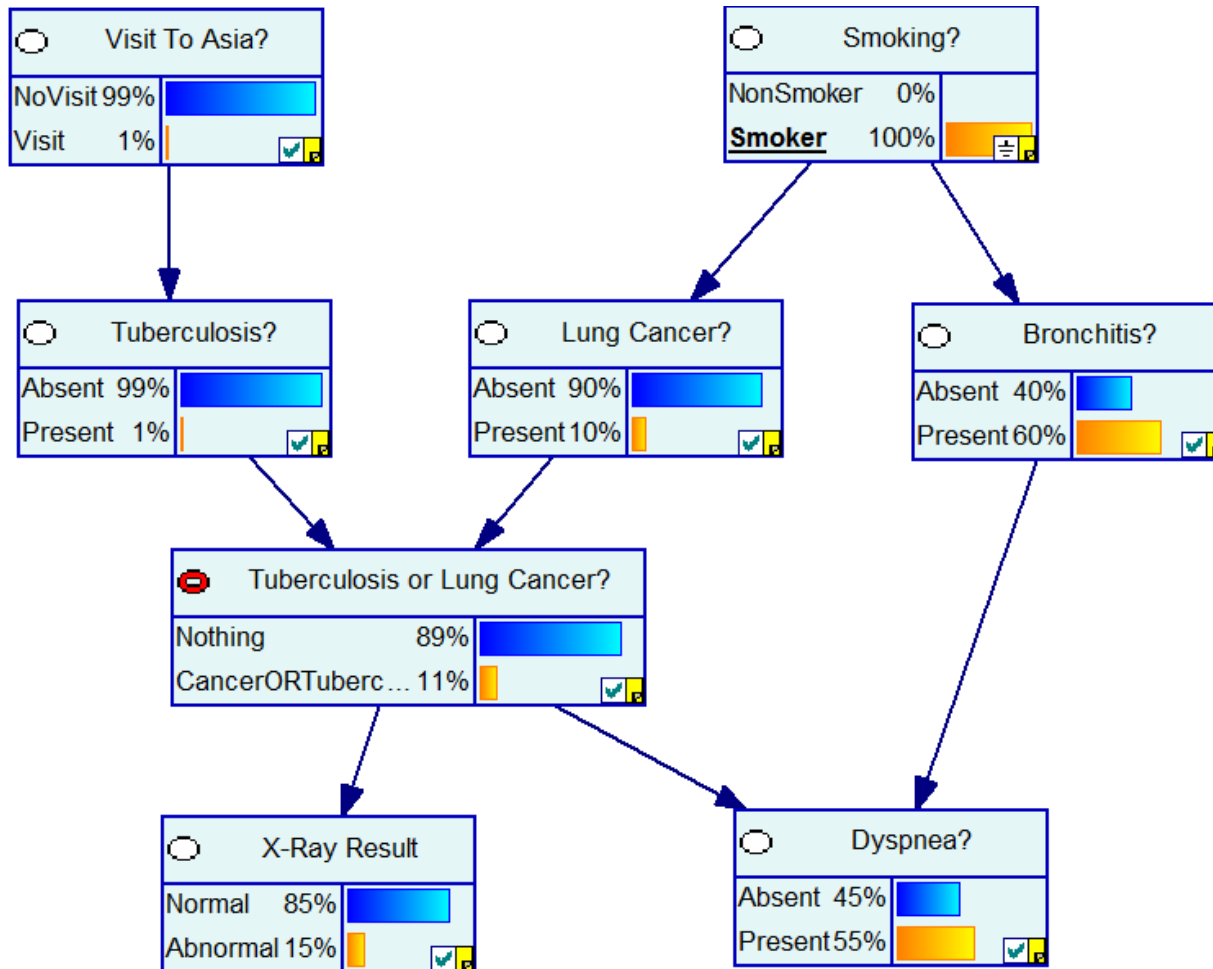 Visit To Asia?
NoVisit 99%
Visit 1%
Smoking?
NonSmoker 0%
Smoker 100%
Tuberculosis?
Absent 99%
Present 1%
Lung Cancer?
Absent 90%
Present 10%
Bronchitis?
Absent 40%
Present 60%
Tuberculosis or Lung Cancer?
Nothing 89%
CancerORTuberc... 11%
X-Ray Result
Normal 85%
Abnormal 15%
Dyspnea?
Absent 45%
Present 55%